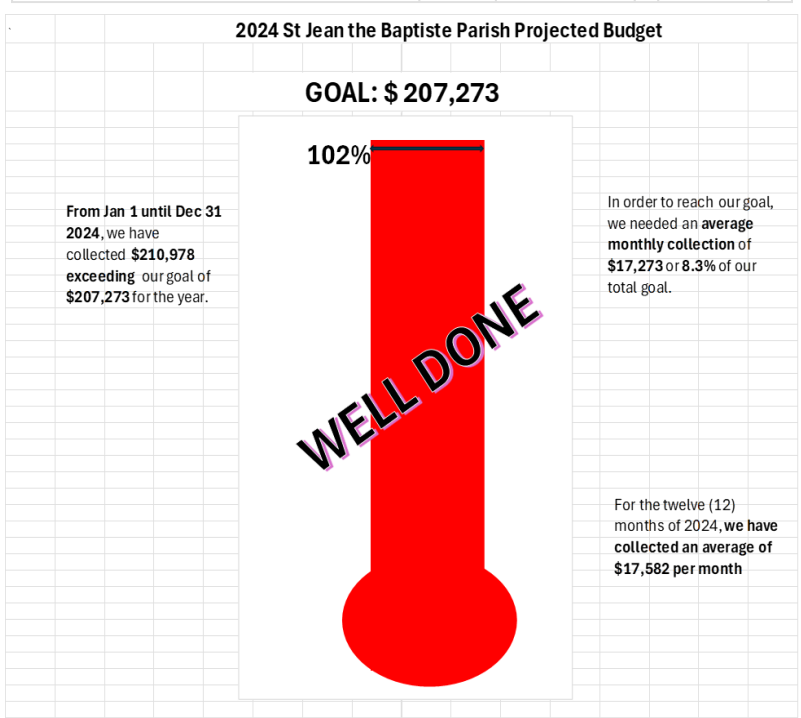 2024 St Jean the Baptiste Parish Projected Budget
GOAL: $ 207,273
102%
From Jan 1 until Dec 31
2024, we have
collected $210,978
exceeding our goal of
$207,273 for the year.
In order to reach our goal,
we needed an average
monthly collection of
$17,273 or 8.3% of our
total goal.
WELL DONE
For the twelve (12)
months of 2024, we have
collected an average of
$17,582 per month